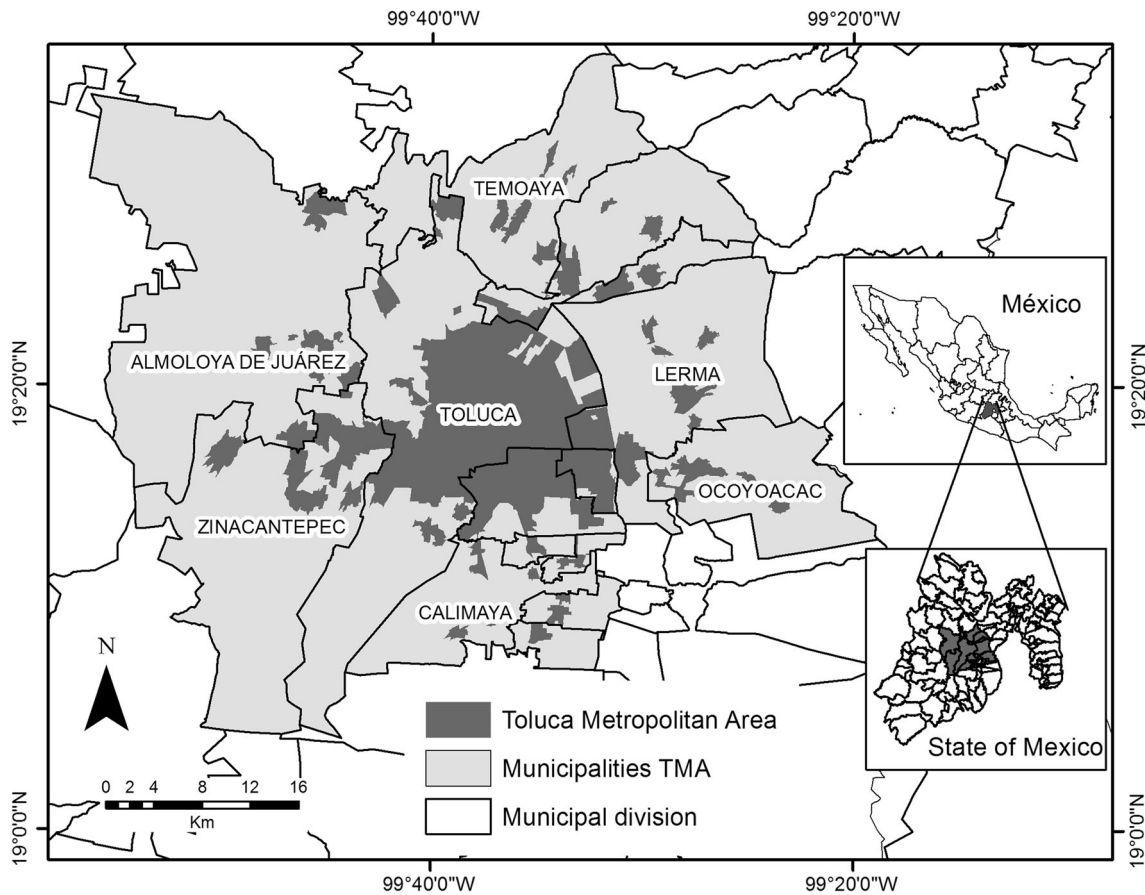 99°40'0"W
99°20'0"W
TEMOAYA
México
ALMOLOYA DE JUÁREZ
LERMA
19°20'0"N
19°20'0"N
TOLUCA
OCOYOACAC
ZINACANTEPEC
CALIMAYA
N
Toluca Metropolitan Area
State of Mexico
Municipalities TMA
0 2 4 8 12 16
Km
Municipal division
19°0'0"N
19°0'0"N
99°40'0"W
99°20'0"W